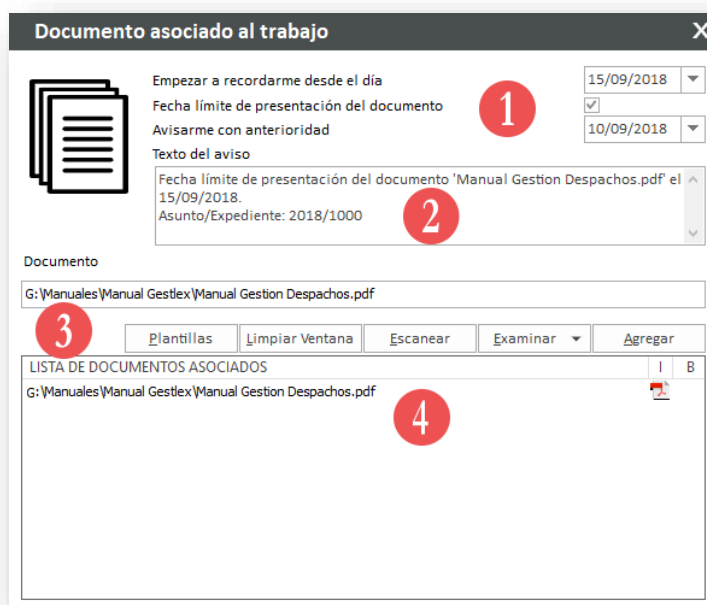 Documento asociado al trabajo X
Empezar a recordarme desde el día 15/09/2018
Fecha límite de presentación del documento
1
Avisarme con anterioridad 10/09/2018
Texto del aviso
Fecha límite de presentación del documento 'Manual Gestion Despachos.pdf' el
15/09/2018.
Asunto/Expediente: 2018/1000
2
Documento
G:\Manuales\Manual Gestlex\Manual Gestion Despachos.pdf
3
Plantillas Limpiar Ventana Escanear Examinar Agregar
LISTA DE DOCUMENTOS ASOCIADOS I B
G:\Manuales\Manual Gestlex\Manual Gestion Despachos.pdf
4